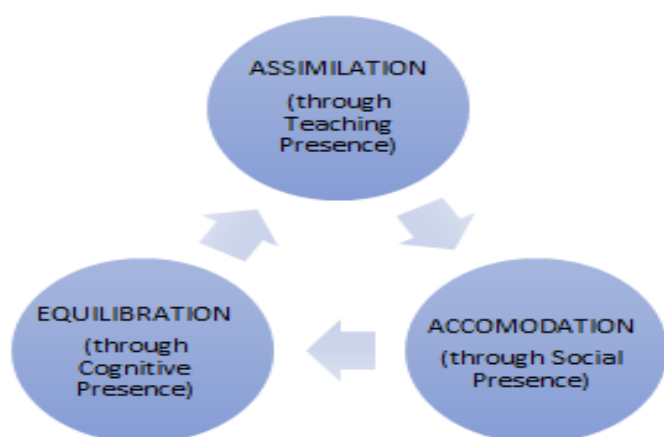 ASSIMILATION
(through
Teaching
Presence)
ACCOMODATION
(through Social
Presence)
EQUILIBRATION
(through
Cognitive
Presence)